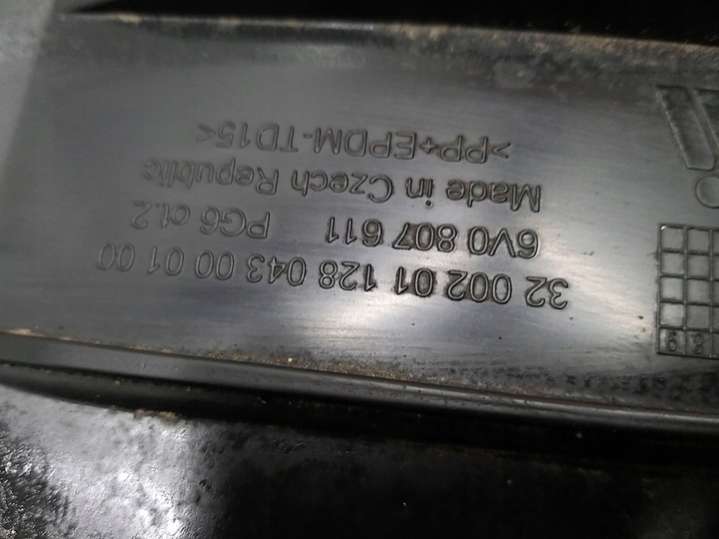 32 002 01 128 043 00 01 00
6V0 807 611 PG6 ct.2
Made in Czech Republic
>PP+EPDM-TD15<